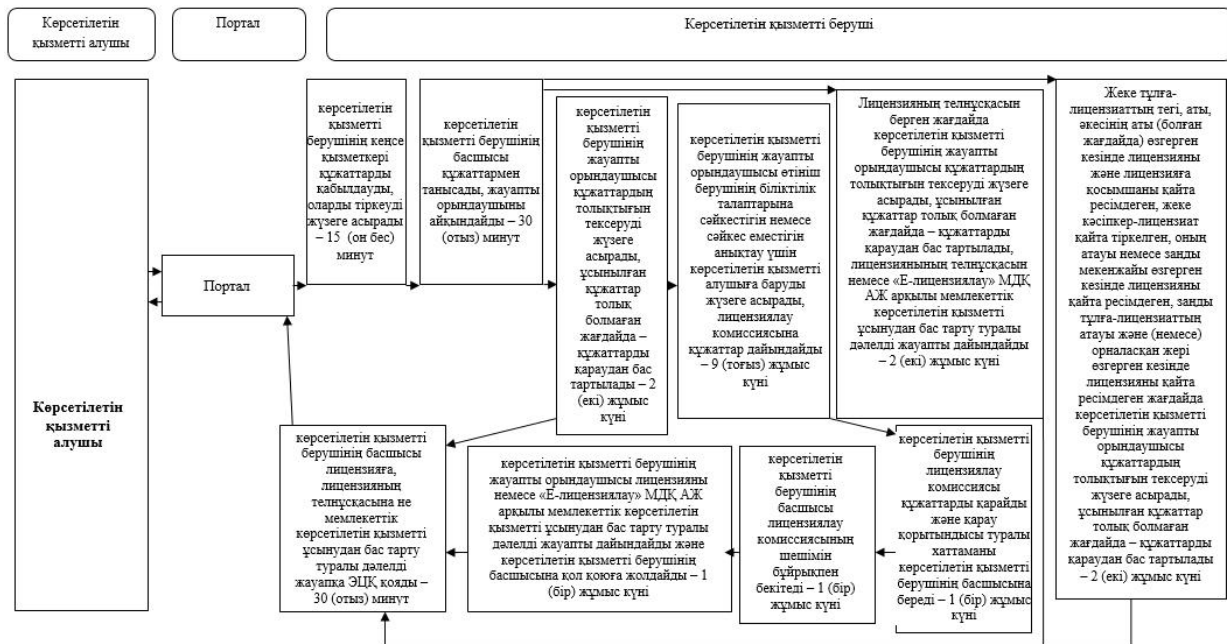 Көрсетілетін
қызметті алушы
Портал
Көрсетілетін қызметті беруші
Көрсетілетін
қызметті
алушы
Портал
көрсетілетін
қызметті
берушінің кеңсе
қызметкері
құжаттарды
қабылдауды,
оларды тіркеуді
жүзеге асырады
– 15 (он бес)
минут
көрсетілетін
қызметті берушінің
басшысы
құжаттармен
танысады, жауапты
орындаушыны
айқындайды – 30
(отыз) минут
көрсетілетін
қызметті
берушінің
жауапты
орындаушысы
құжаттардың
толықтығын
тексеруді
жүзеге
асырады,
ұсынылған
құжаттар
толық
болмаған
жағдайда –
құжаттарды
қараудан бас
тартылады – 2
(екі) жұмыс
күні
көрсетілетін қызметті
берушінің жауапты
орындаушысы өтініш
берушінің біліктілік
талаптарына
сәйкестігін немесе
сәйкес еместігін
анықтау үшін
көрсетілетін қызметті
алушыға баруды
жүзеге асырады,
лицензиялау
комиссиясына
құжаттар дайындайды
– 9 (тоғыз) жұмыс
күні
Лицензияның телнұсқасын
берген жағдайда
көрсетілетін қызметті
берушінің жауапты
орындаушысы құжаттардың
толықтығын тексеруді жүзеге
асырады, ұсынылған
құжаттар толық болмаған
жағдайда – құжаттарды
қараудан бас тартылады,
лицензиянының телнұсқасын
немесе «Е-лицензиялау» МДҚ
АЖ арқылы мемлекеттік
көрсетілетін қызметті
ұсынудан бас тарту туралы
дәлелді жауапты дайындайды
– 2 (екі) жұмыс күні
Жеке тұлға-
лицензиаттың тегі, аты,
әкесінің аты (болған
жағдайда) өзгерген
кезінде лицензияны
және лицензияға
қосымшаны қайта
ресімдеген, жеке
кәсіпкер-лицензиат
қайта тіркелген, оның
атауы немесе заңды
мекенжайы өзгерген
кезінде лицензияны
қайта ресімдеген, заңды
тұлға-лицензиаттың
атауы және (немесе)
орналасқан жері
өзгерген кезінде
лицензияны қайта
ресімдеген жағдайда
көрсетілетін қызметті
берушінің жауапты
орындаушысы
құжаттардың
толықтығын тексеруді
жүзеге асырады,
ұсынылған құжаттар
толық болмаған
жағдайда – құжаттарды
қараудан бас тартылады
– 2 (екі) жұмыс күні
көрсетілетін қызметті
берушінің басшысы
лицензияға,
лицензияның
телнұсқасына не
мемлекеттік
көрсетілетін қызметті
ұсынудан бас тарту
туралы дәлелді
жауапқа ЭЦҚ қояды –
30 (отыз) минут
көрсетілетін қызметті берушінің
жауапты орындаушысы лицензияны
немесе «Е-лицензиялау» МДҚ АЖ
арқылы мемлекеттік көрсетілетін
қызметті ұсынудан бас тарту туралы
дәлелді жауапты дайындайды және
көрсетілетін қызметті берушінің
басшысына қол қоюға жолдайды – 1
(бір) жұмыс күні
көрсетілетін
қызметті
берушінің
басшысы
лицензиялау
комиссиясының
шешімін
бұйрықпен
бекітеді – 1 (бір)
жұмыс күні
көрсетілетін қызметті
берушінің
лицензиялау
комиссиясы
құжаттарды қарайды
және қарау
қорытындысы туралы
хаттаманы
көрсетілетін қызметті
берушінің басшысына
береді – 1 (бір) жұмыс
күні